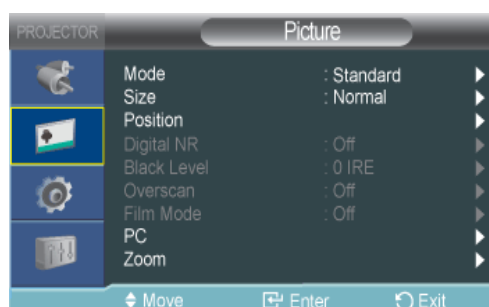 PROJECTOR Picture
Mode : Standard
Size : Normal
Position
Digital NR : Off
Black Level : 0 IRE
Overscan : Off
Film Mode : Off
PC
Zoom
Move Enter Exit